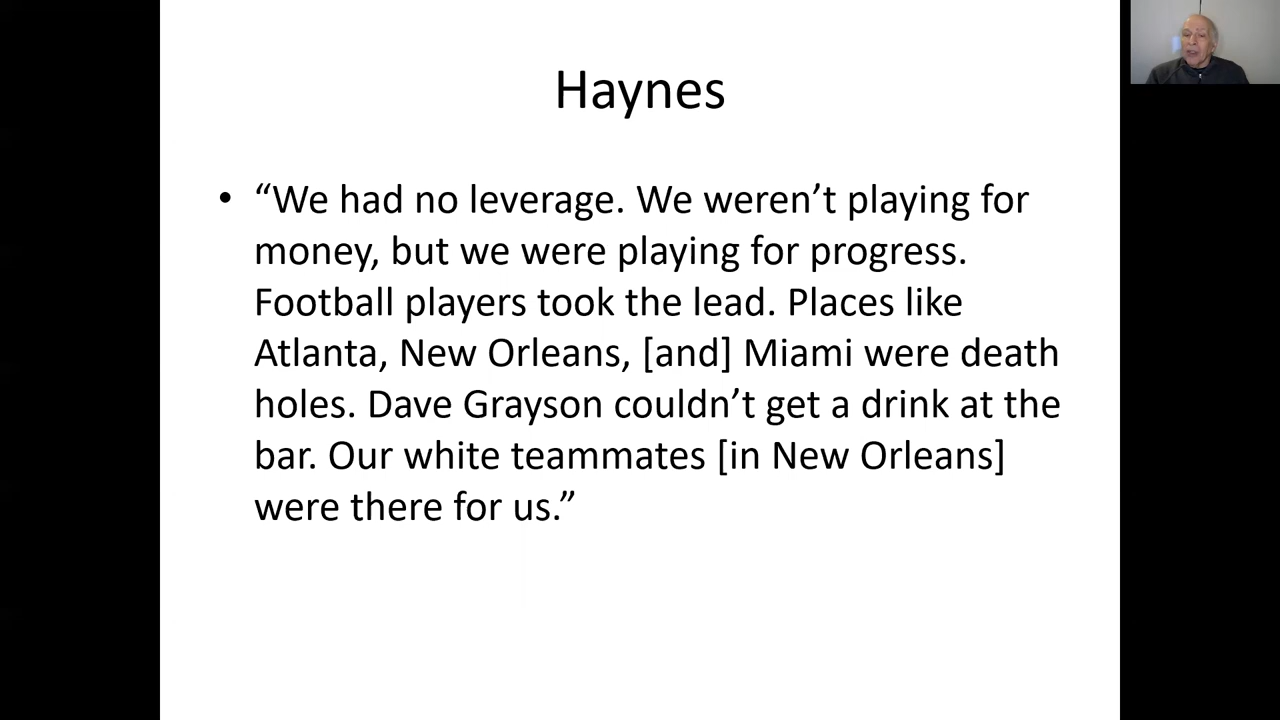 Haynes
• “We had no leverage. We weren’t playing for
money, but we were playing for progress.
Football players took the lead. Places like
Atlanta, New Orleans, [and] Miami were death
holes. Dave Grayson couldn’t get a drink at the
bar. Our white teammates [in New Orleans]
were there for us.”